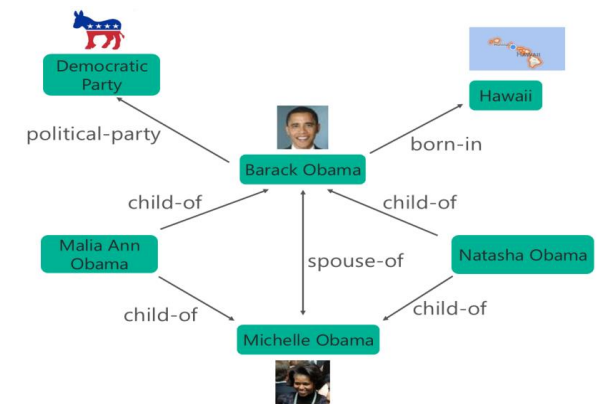 Democratic
Party
HAWAII
Hawaii
political-party
born-in
Barack Obama
child-of
child-of
Malia Ann
Obama
spouse-of
Natasha Obama
child-of
child-of
Michelle Obama